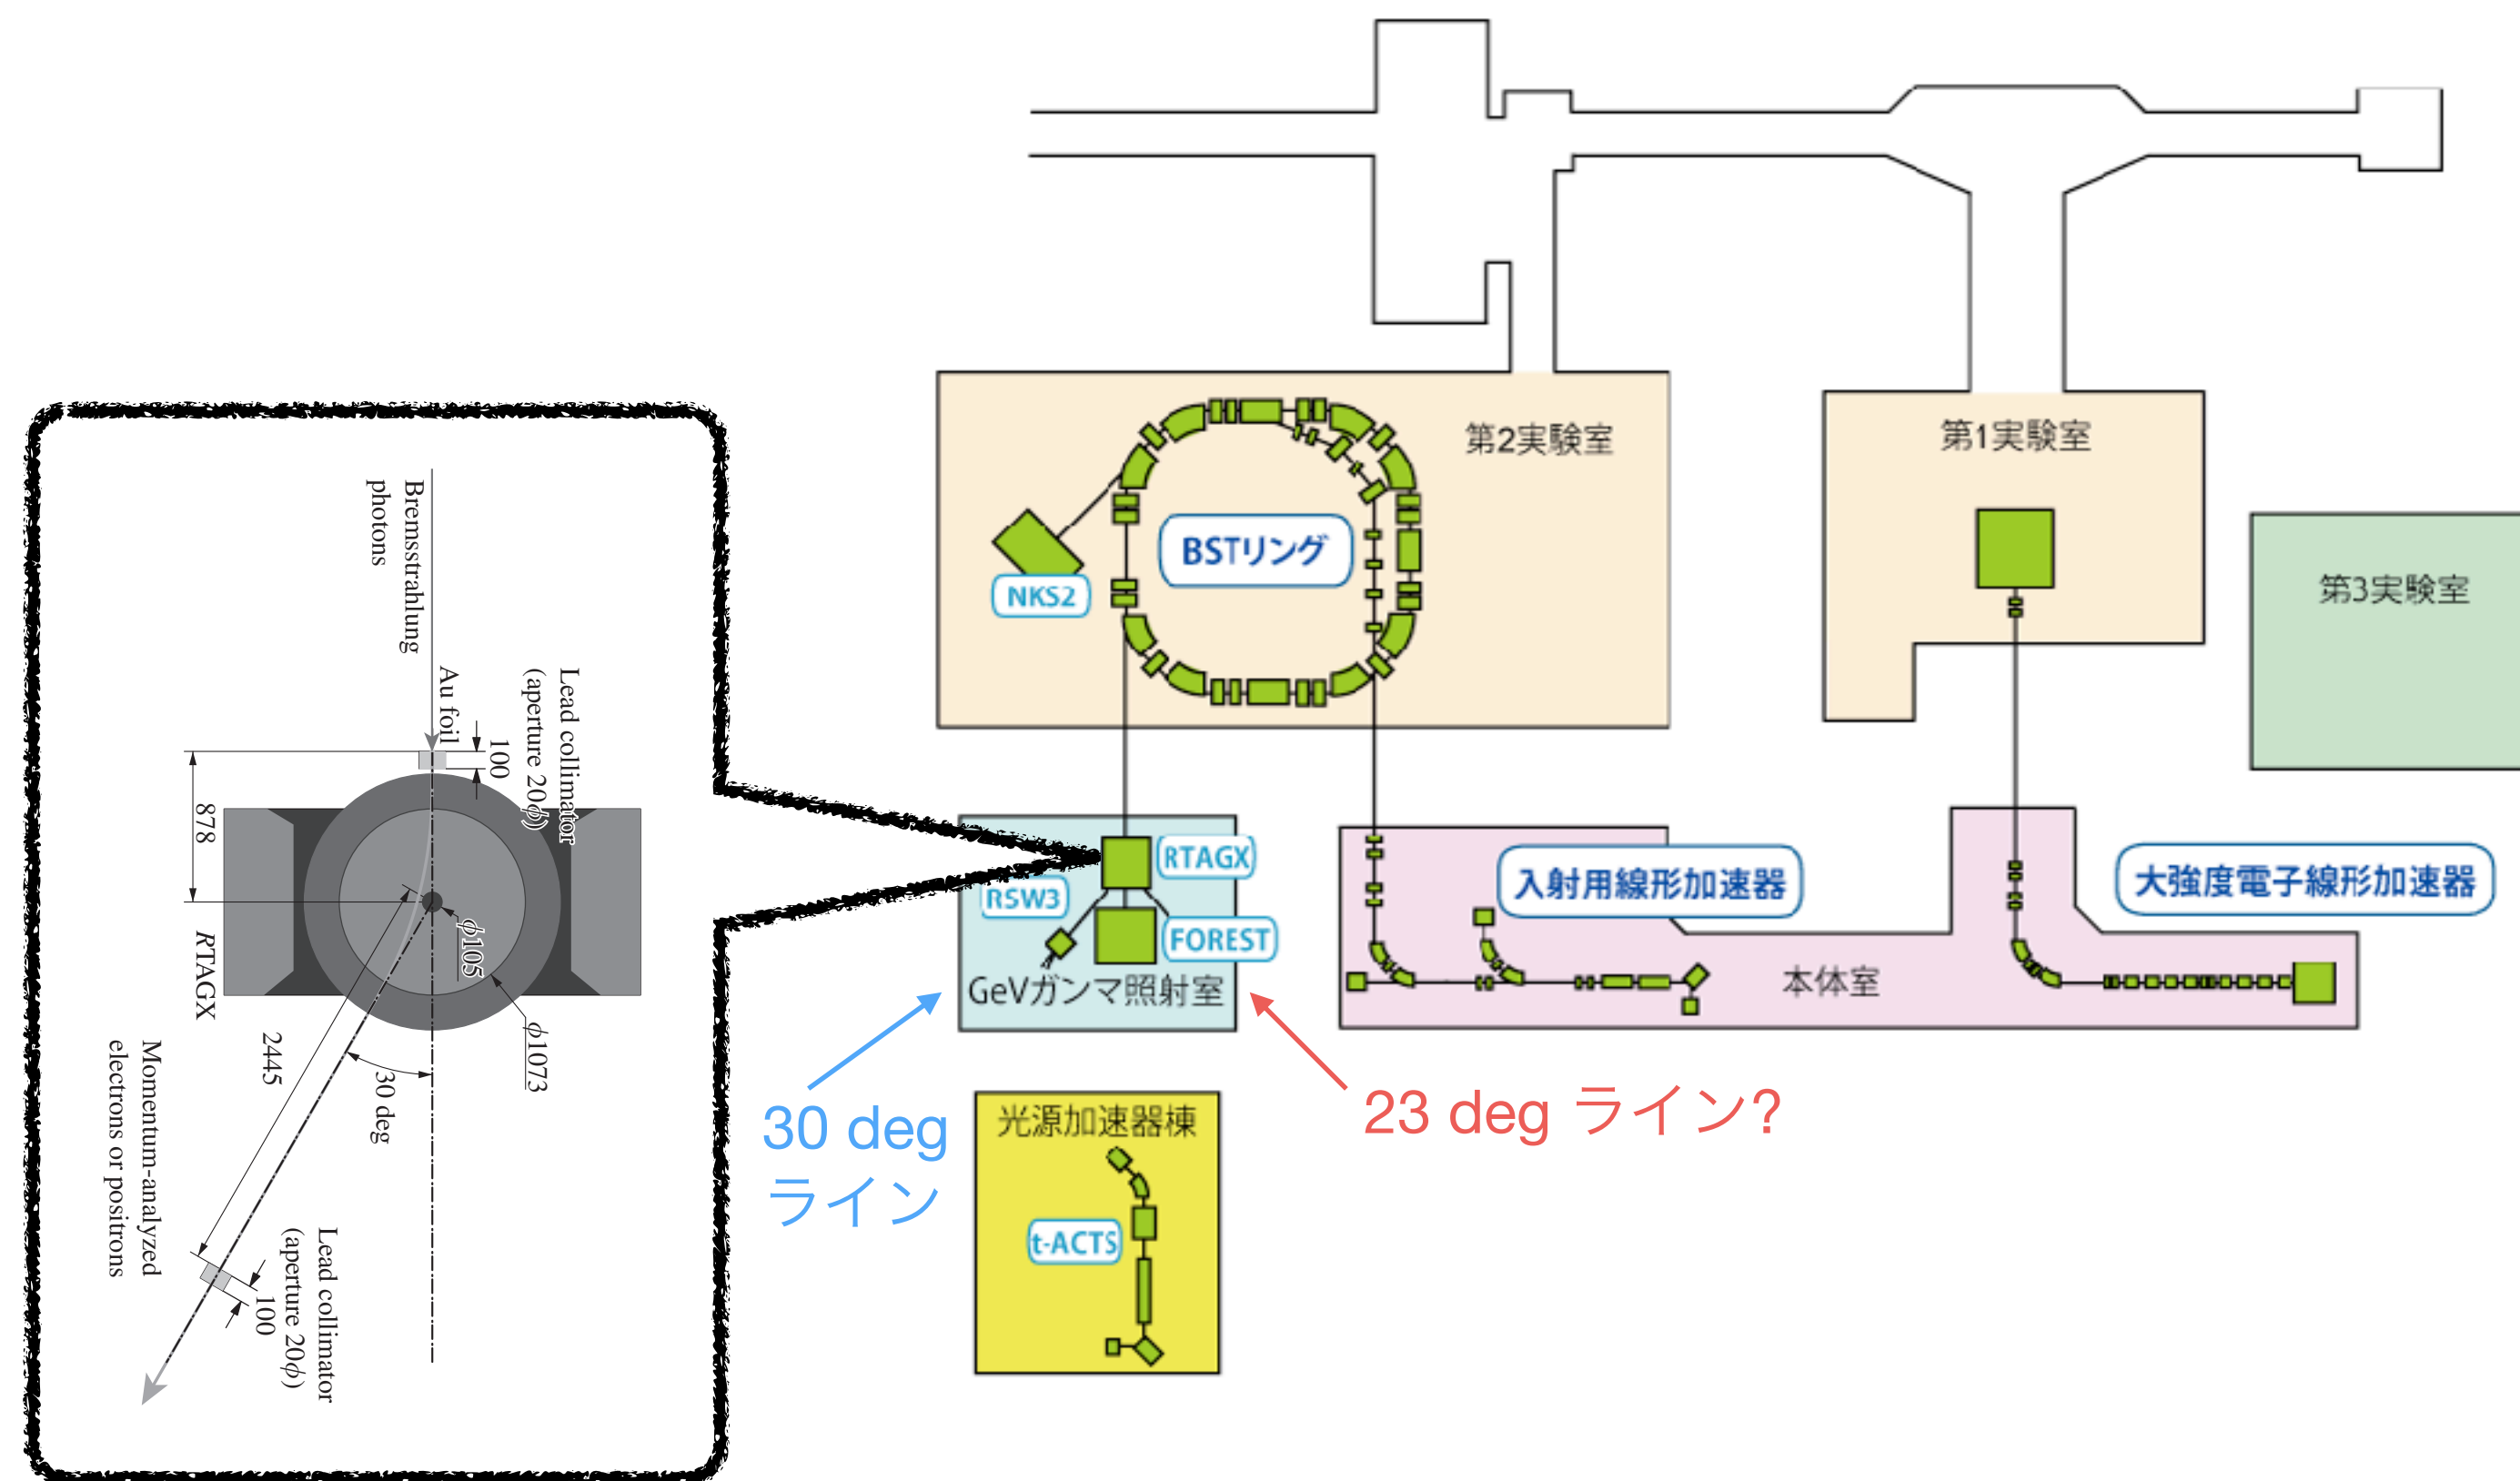 第2実験室
第1実験室
第3実験室
BSTリング
NKS2
RTAGX
RSW3
FOREST
GeVガンマ照射室
入射用線形加速器
大強度電子線形加速器
本体室
30 deg
ライン
23 deg ライン?
光源加速器棟
t-ACTS
Bremsstrahlung
photons
Au foil
Lead collimator
(aperture 20ϕ)
100
878
RTAGX
ϕ1105
ϕ1073
2445
30 deg
Momentum-analyzed
electrons or positrons
Lead collimator
(aperture 20ϕ)
100